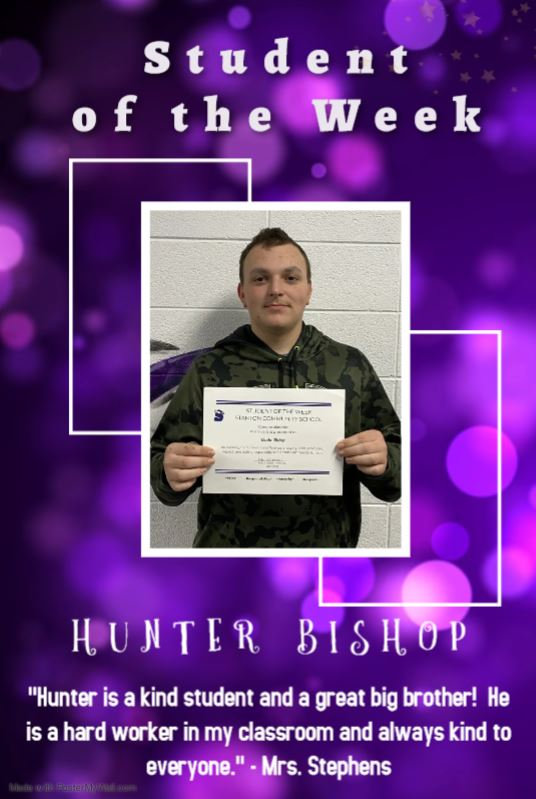 Student
of the Week
STUDENT OF THE WEEK
STANTON COMMUNITY SCHOOL
HUNTER BISHOP
"Hunter is a kind student and a great big brother! He
is a hard worker in my classroom and always kind to
everyone." - Mrs. Stephens
Made with PosterMyWall.com